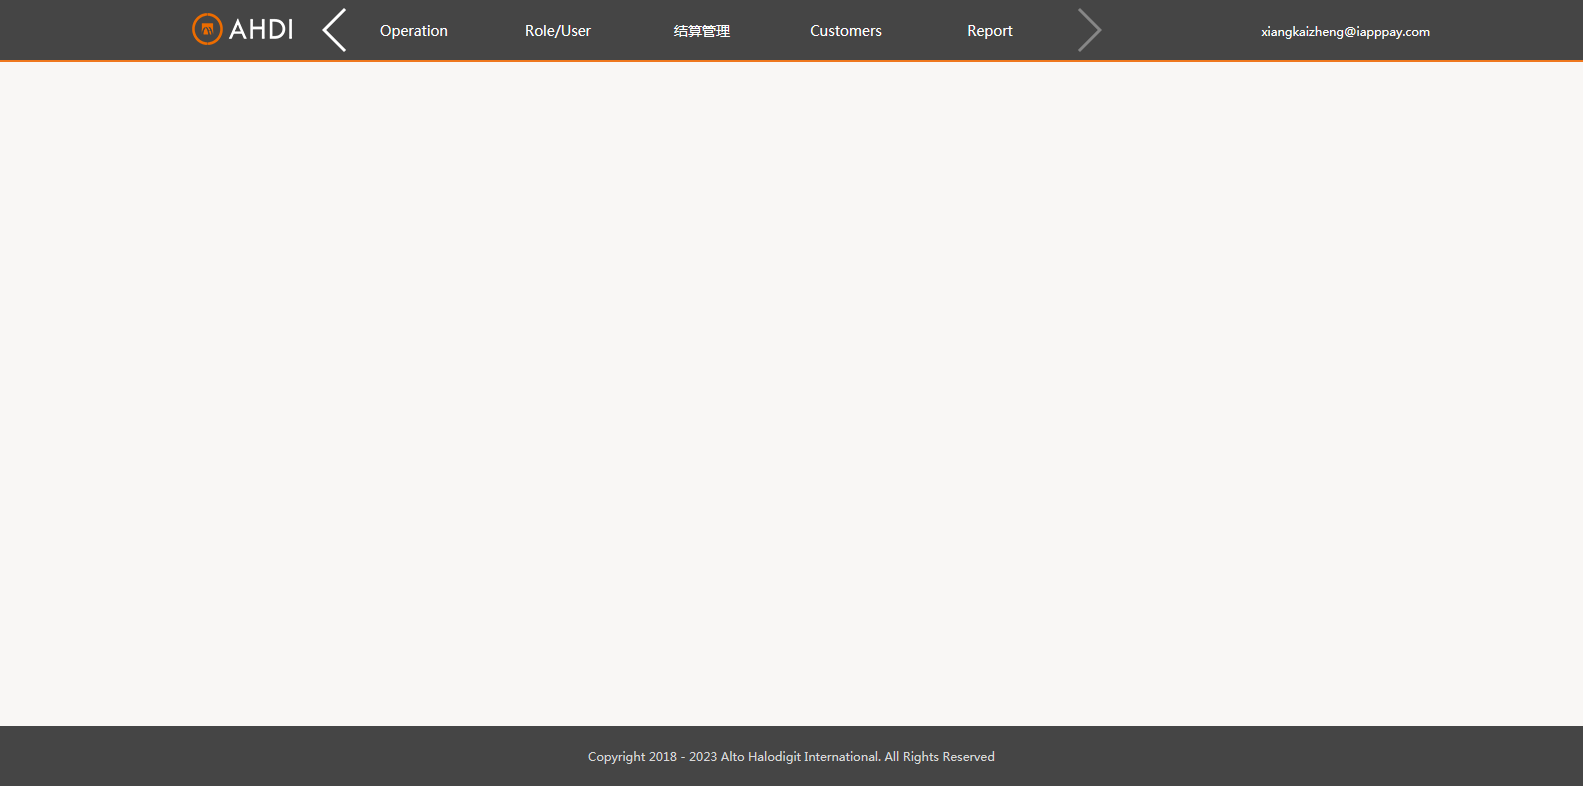 AHDI
Operation Role/User 结算管理 Customers Report
xiangkaizheng@iapppay.com
Copyright 2018 - 2023 Alto Halodigit International. All Rights Reserved